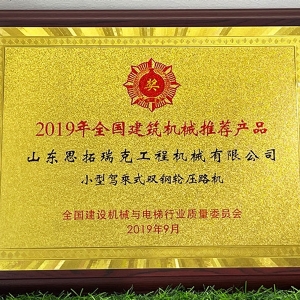 奖
2019年全国建筑机械推荐产品
山东思拓瑞克工程机械有限公司
小型驾乘式双钢轮压路机
全国建设机械与电梯行业质量委员会
2019年9月